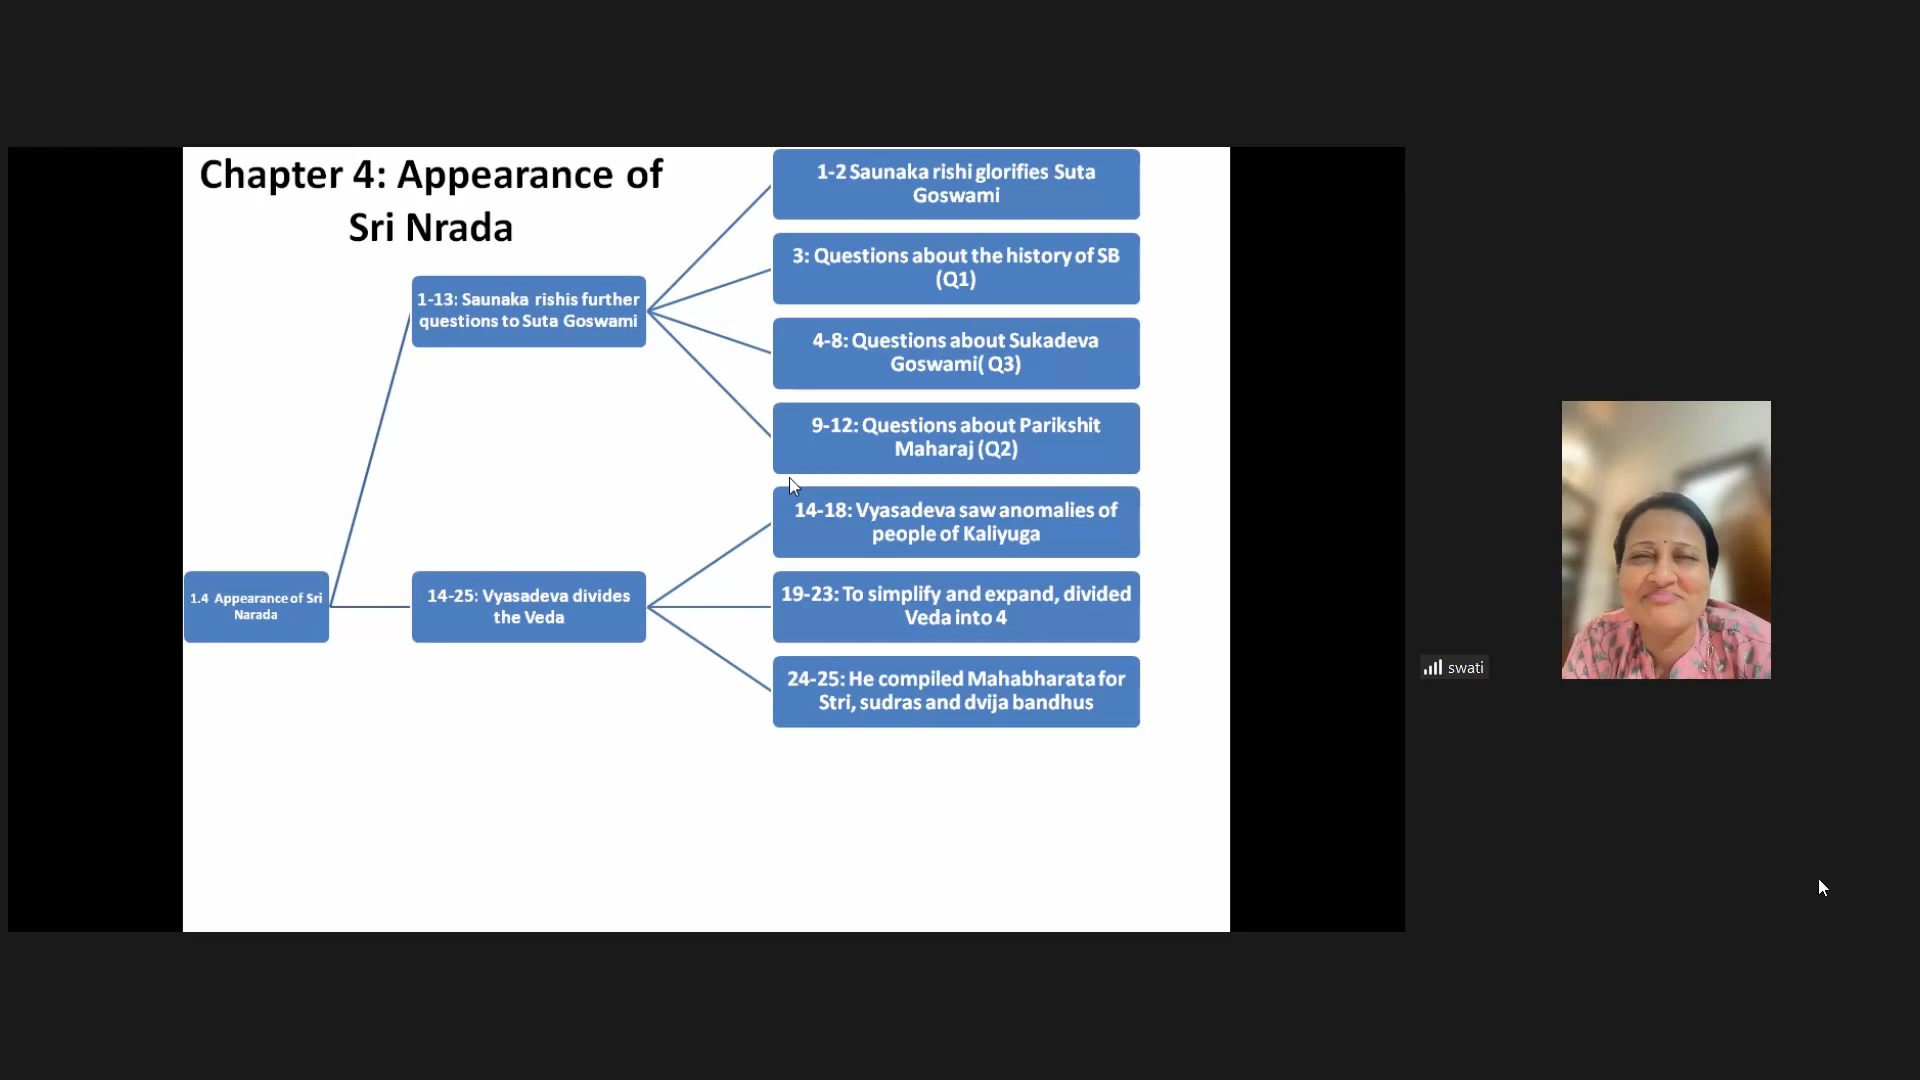 Chapter 4: Appearance of
Sri Nrada
1-13: Saunaka rishis further
questions to Suta Goswami
1.4 Appearance of Sri
Narada
14-25: Vyasadeva divides
the Veda
1-2 Saunaka rishi glorifies Suta
Goswami
3: Questions about the history of SB
(Q1)
4-8: Questions about Sukadeva
Goswami( Q3)
9-12: Questions about Parikshit
Maharaj (Q2)
14-18: Vyasadeva saw anomalies of
people of Kaliyuga
19-23: To simplify and expand, divided
Veda into 4
24-25: He compiled Mahabharata for
Stri, sudras and dvija bandhus
swati